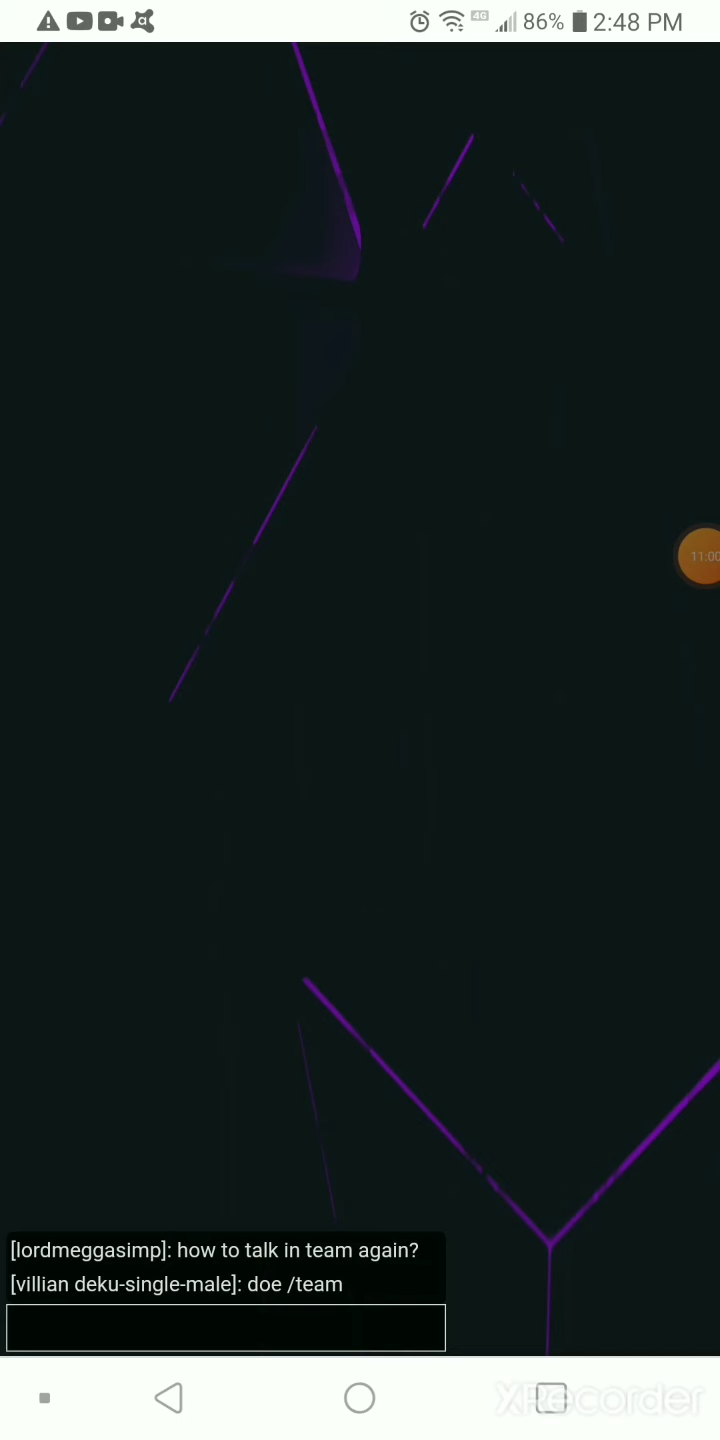 4G 86% 2:48 PM
11:00
[lordmeggasimp]: how to talk in team again?
[villian deku-single-male]: doe /team
XRecorder